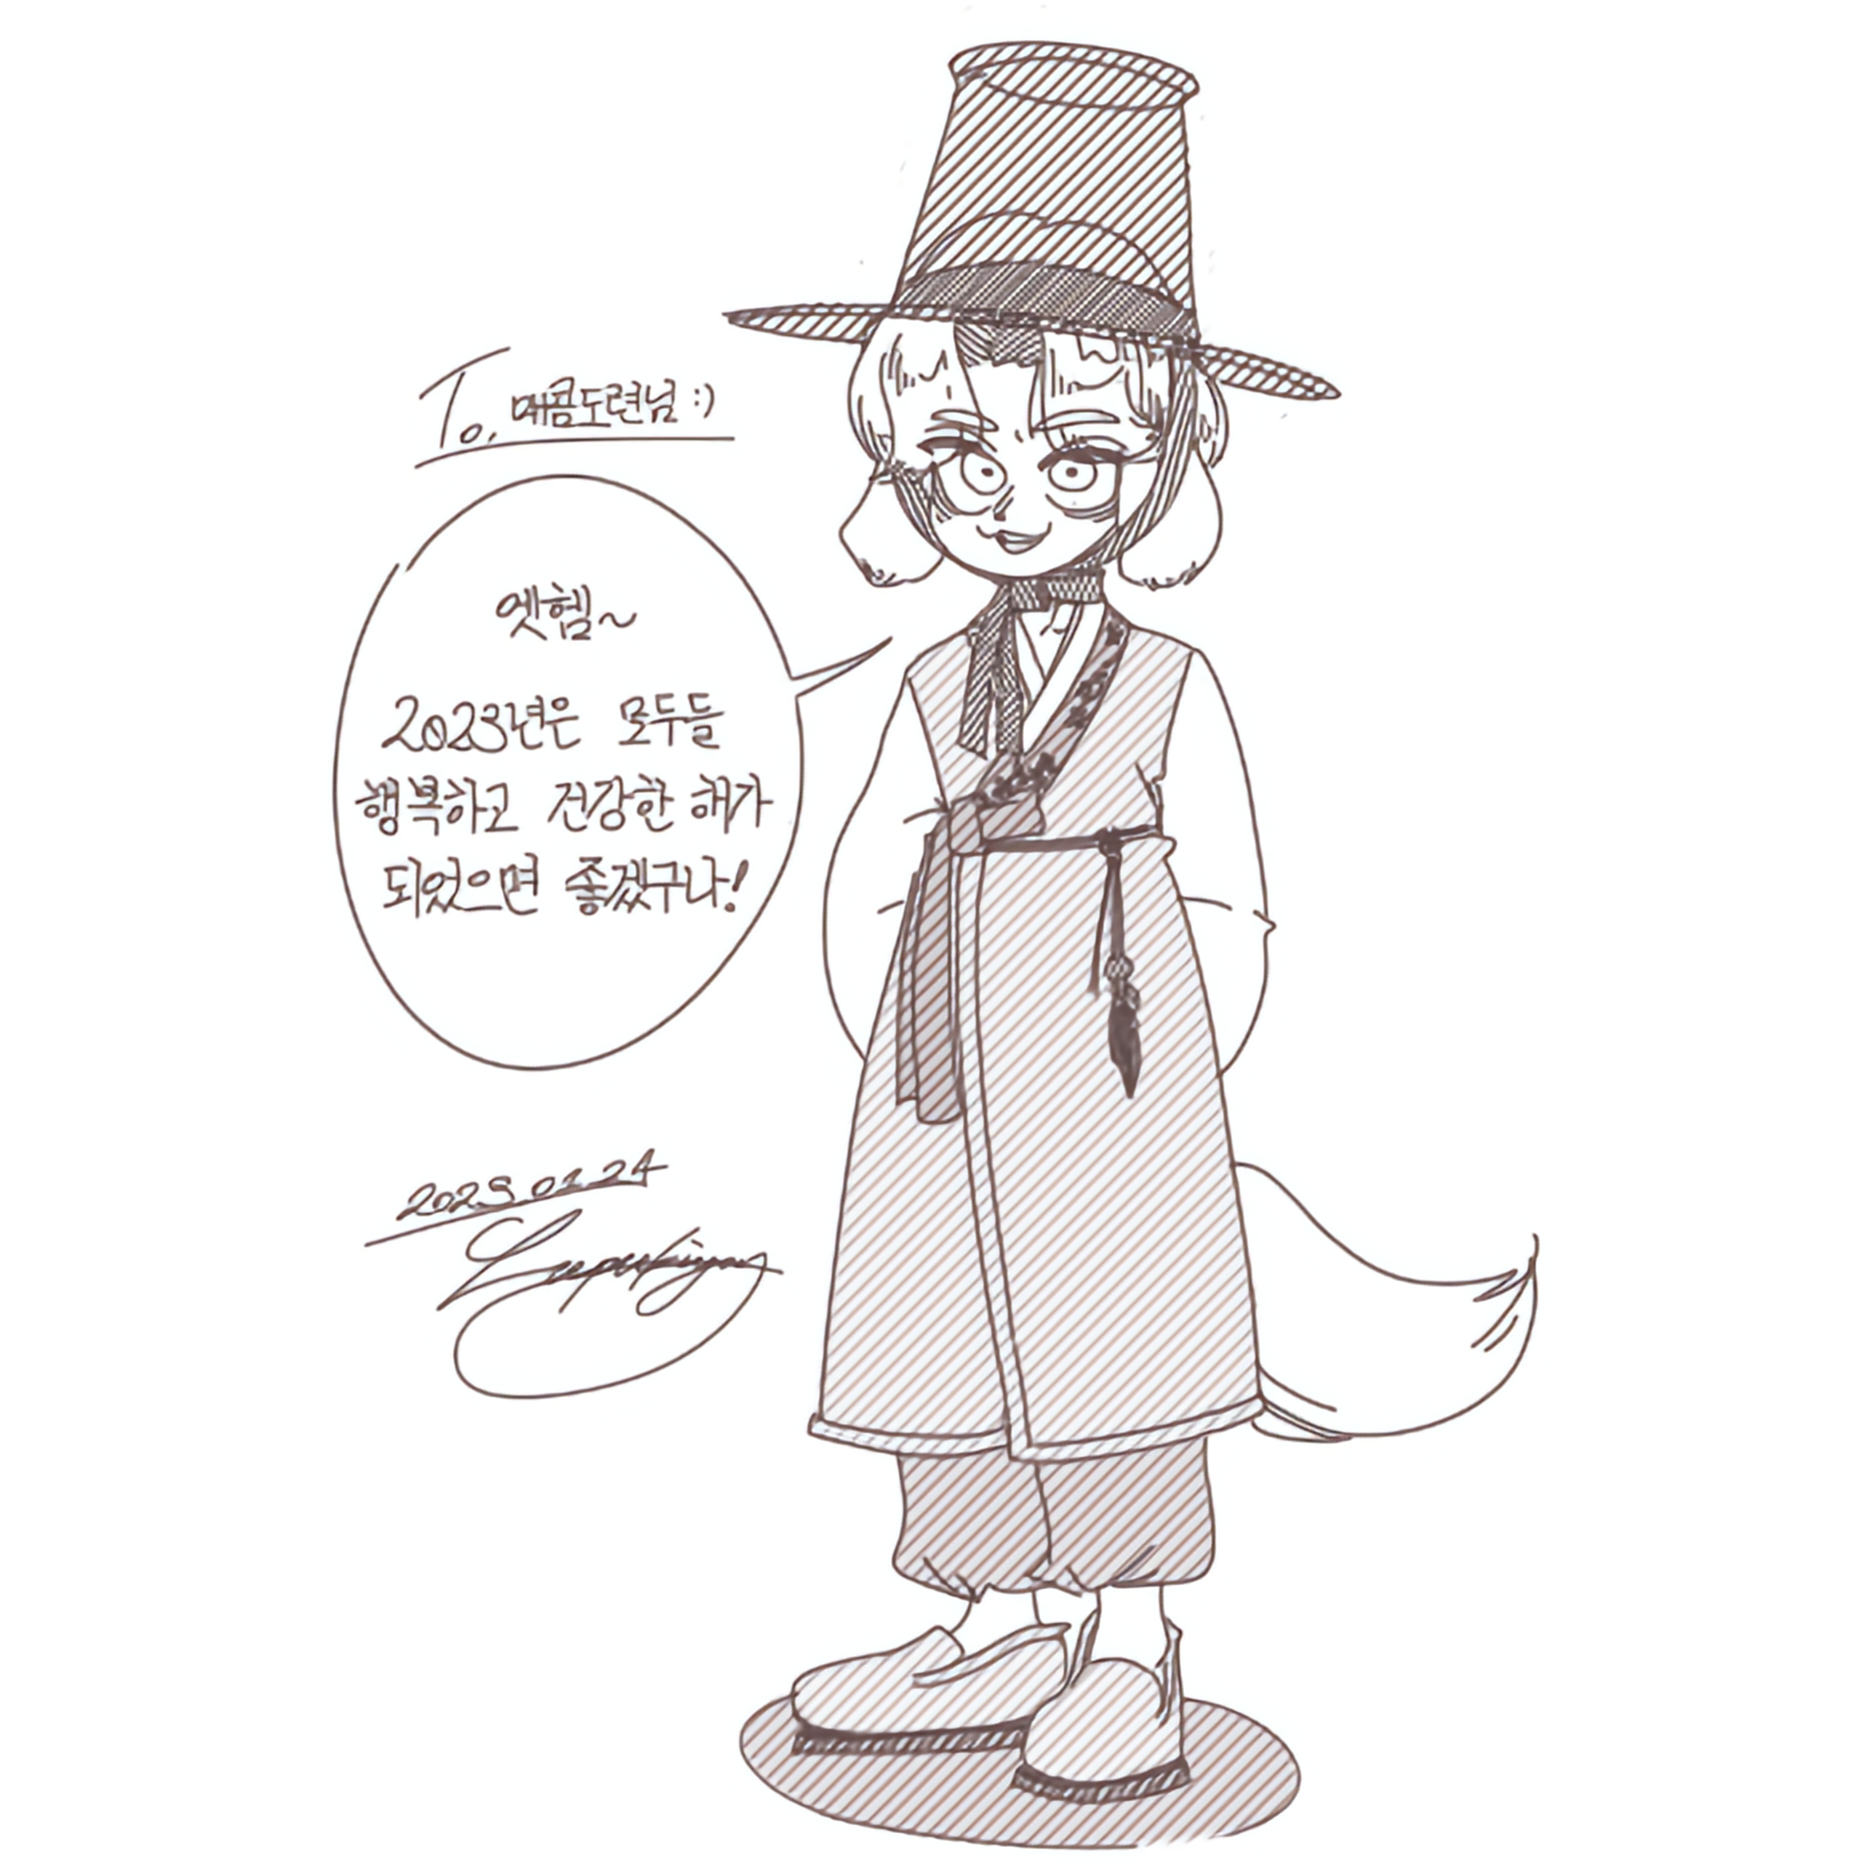 To. 매콤도련님 :)
엣헴~
2023년은 모두들
행복하고 건강한 해가
되었으면 좋겠구나!
2023.01.24